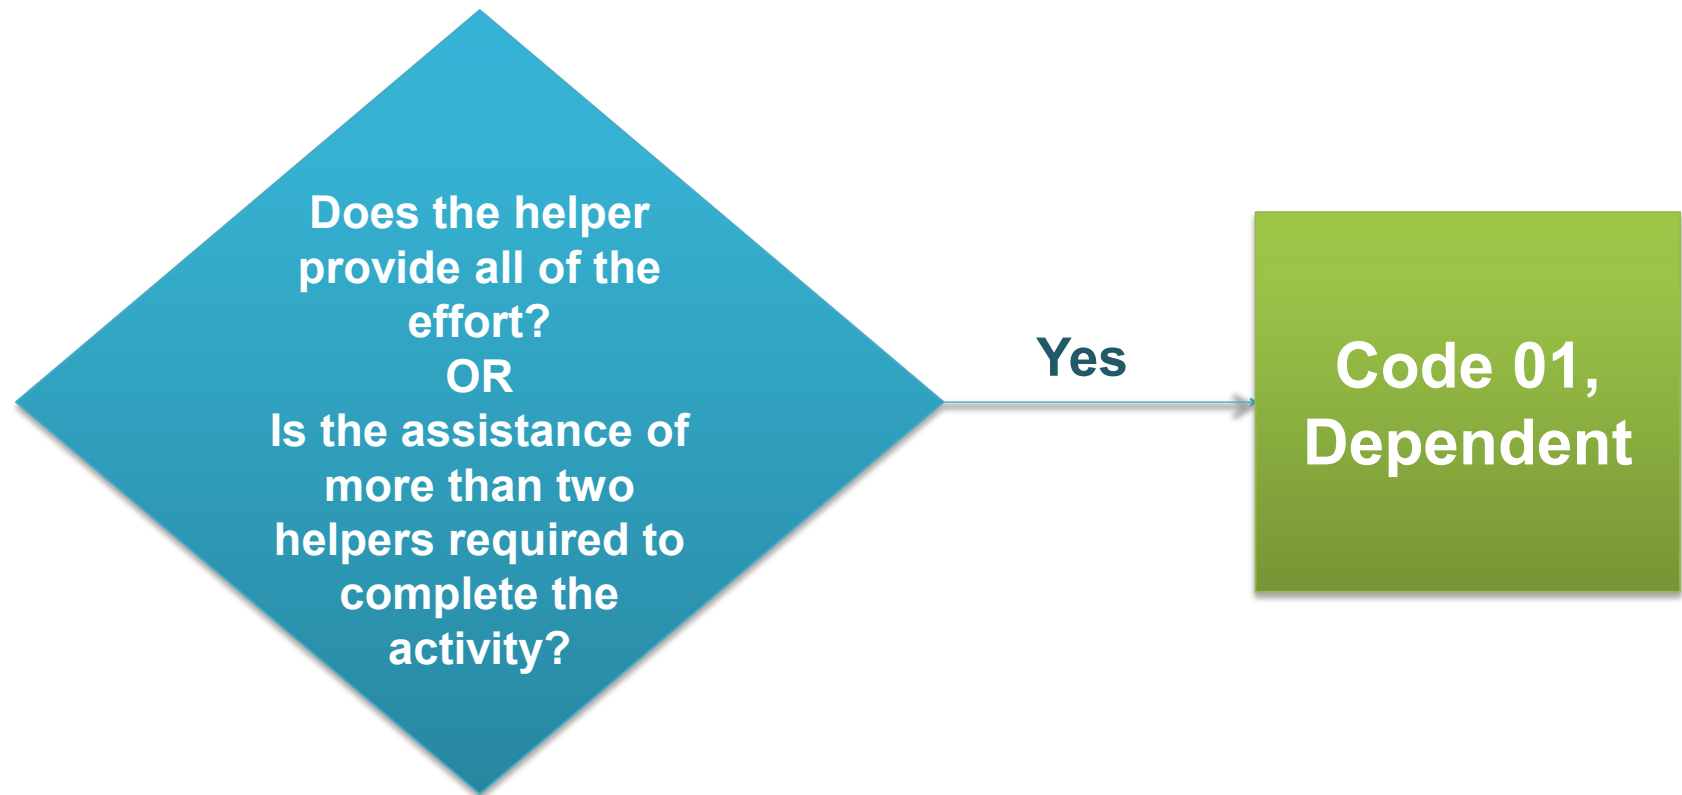 Does the helper
provide all of the
effort?
OR
Is the assistance of
more than two
helpers required to
complete the
activity?
Yes
Code 01,
Dependent